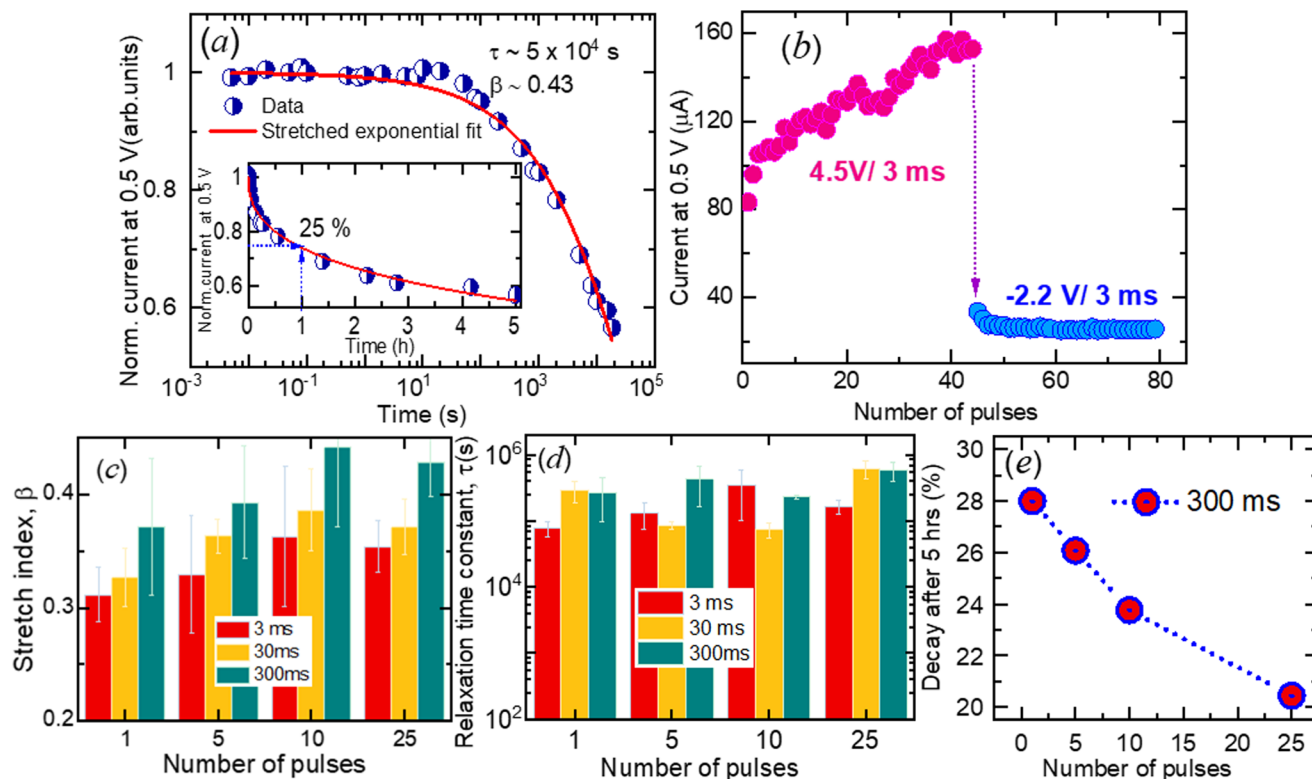 (a)
τ ~ 5 x 10⁴ s
β ~ 0.43
Data
Stretched exponential fit
Norm. current at 0.5 V(arb.units)
1
0.8
0.6
10⁻³ 10⁻¹ 10¹ 10³ 10⁵
Time (s)
Norm.current at 0.5 V
1
0.8
0.6
25 %
0 1 2 3 4 5
Time (h)
(b)
Current at 0.5 V (μA)
160
120
80
40
4.5V/ 3 ms
-2.2 V/ 3 ms
0 20 40 60 80
Number of pulses
(c)
Stretch index, β
0.4
0.3
0.2
3 ms
30ms
300ms
1 5 10 25
Number of pulses
(d)
Relaxation time constant, τ(s)
10⁶
10⁴
10²
3 ms
30 ms
300ms
1 5 10 25
Number of pulses
(e)
300 ms
Decay after 5 hrs (%)
30
28
26
24
22
20
0 5 10 15 20 25
Number of pulses